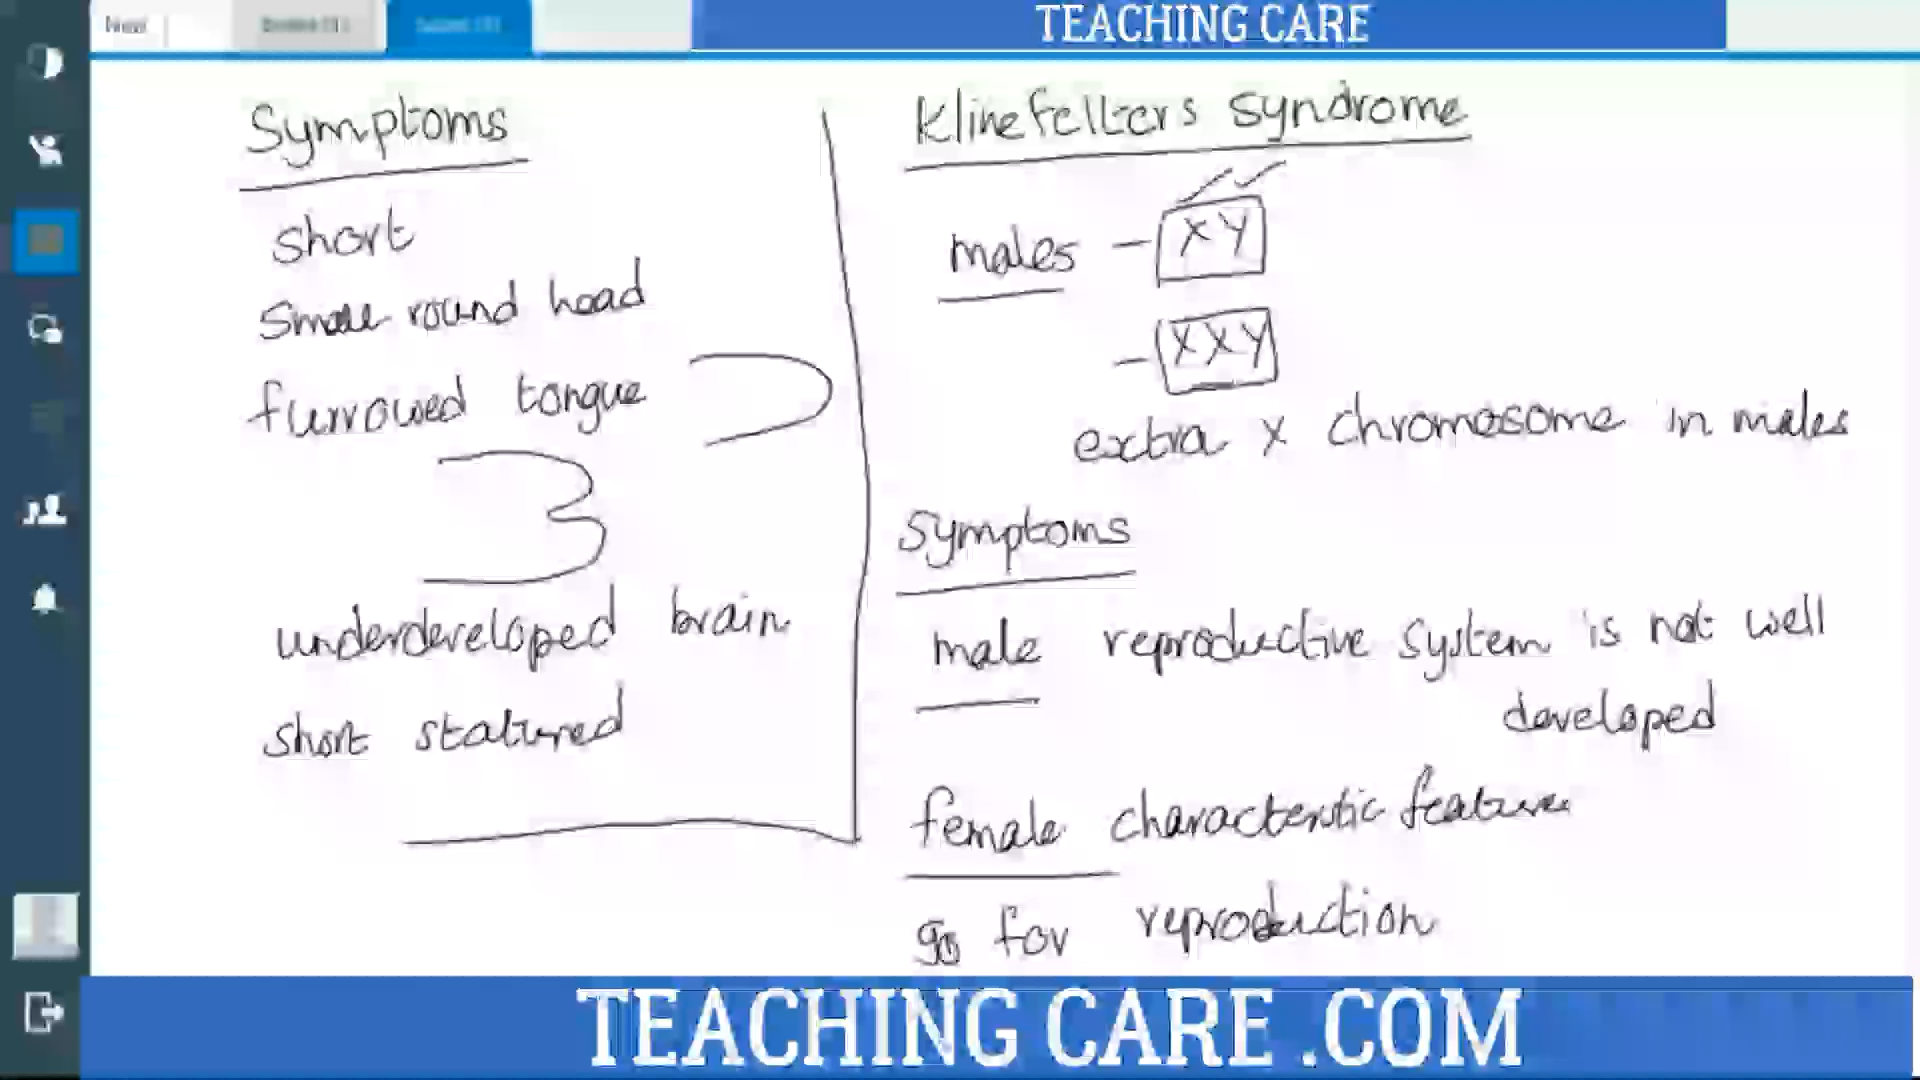 New
TEACHING CARE
Symptoms
short
small round head
furrowed tongue
underdeveloped brain
short statured
Klinefelters syndrome
males - XY
- XXY
extra x chromosome in males
symptoms
male reproductive system is not well
developed
female characteristic features
go for reproduction
TEACHING CARE .COM